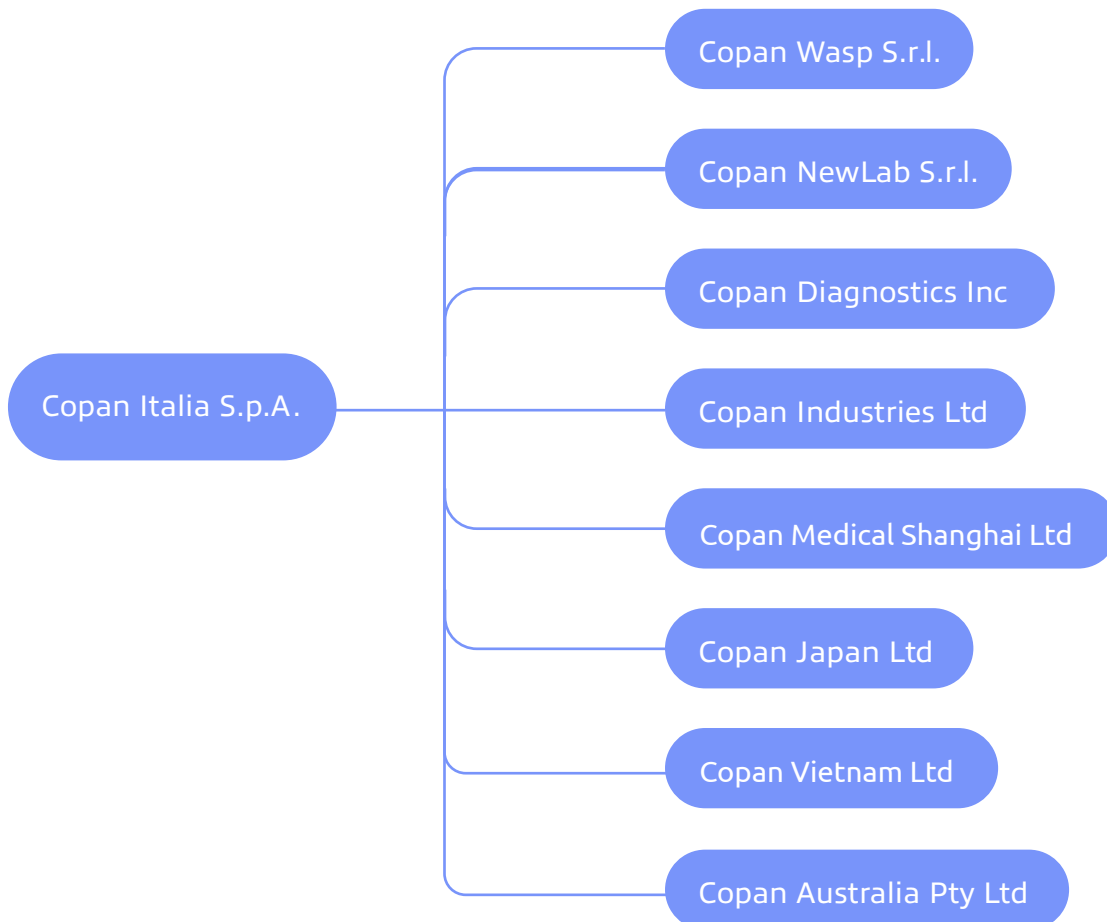 Copan Wasp S.r.l.
Copan NewLab S.r.l.
Copan Diagnostics Inc
Copan Italia S.p.A.
Copan Industries Ltd
Copan Medical Shanghai Ltd
Copan Japan Ltd
Copan Vietnam Ltd
Copan Australia Pty Ltd